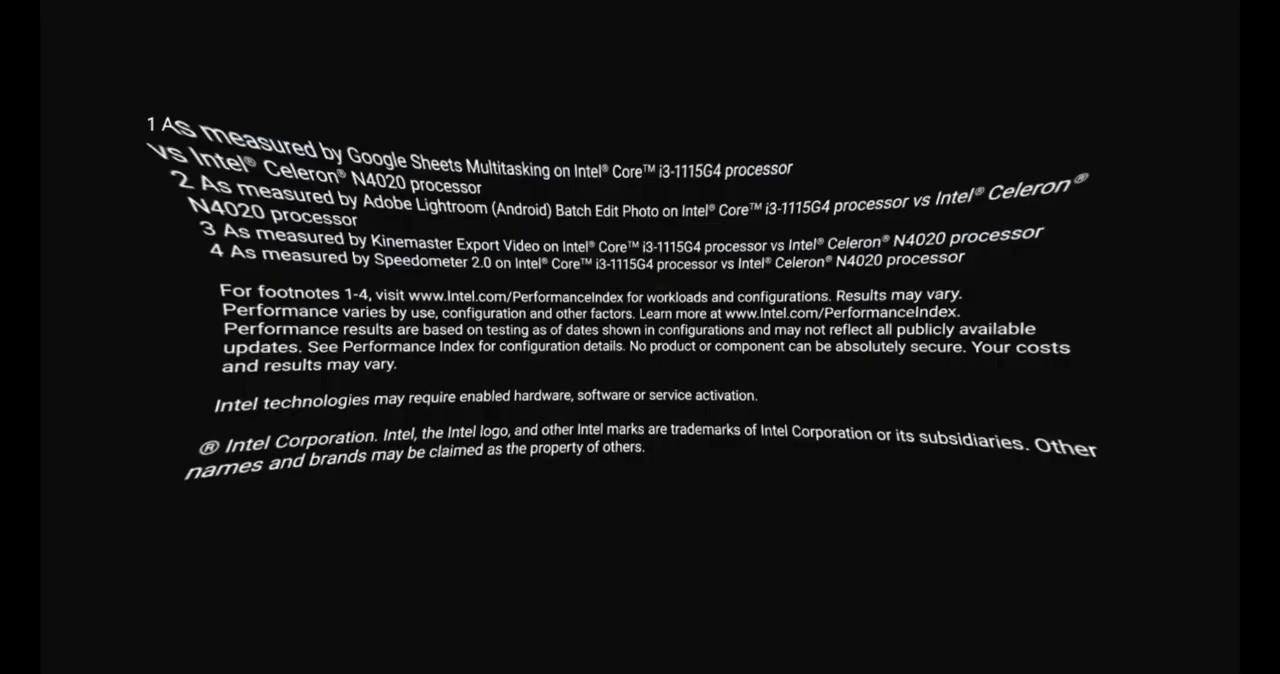 1 As measured by Google Sheets Multitasking on Intel® Core™ i3-1115G4 processor
vs Intel® Celeron® N4020 processor
2 As measured by Adobe Lightroom (Android) Batch Edit Photo on Intel® Core™ i3-1115G4 processor vs Intel® Celeron®
N4020 processor
3 As measured by Kinemaster Export Video on Intel® Core™ i3-1115G4 processor vs Intel® Celeron® N4020 processor
4 As measured by Speedometer 2.0 on Intel® Core™ i3-1115G4 processor vs Intel® Celeron® N4020 processor
For footnotes 1-4, visit www.Intel.com/PerformanceIndex for workloads and configurations. Results may vary.
Performance varies by use, configuration and other factors. Learn more at www.Intel.com/PerformanceIndex.
Performance results are based on testing as of dates shown in configurations and may not reflect all publicly available
updates. See Performance Index for configuration details. No product or component can be absolutely secure. Your costs
and results may vary.
Intel technologies may require enabled hardware, software or service activation.
® Intel Corporation. Intel, the Intel logo, and other Intel marks are trademarks of Intel Corporation or its subsidiaries. Other
names and brands may be claimed as the property of others.